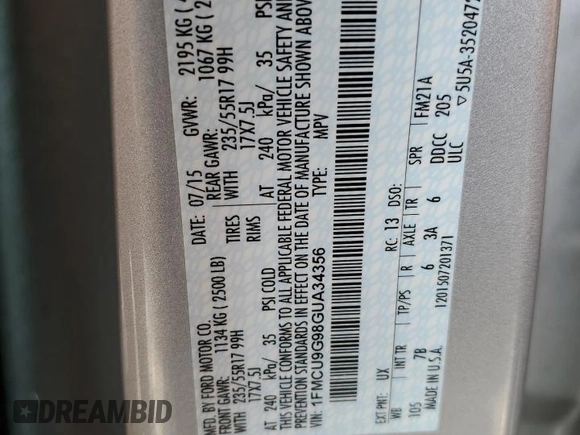 MFD. BY FORD MOTOR CO.
DATE: 07/15 GVWR: 2195 KG (
FRONT GAWR: 1134 KG (2500 LB) REAR GAWR: 1067 KG (2
235/55R17 99H TIRES WITH 235/55R17 99H
17X7.5J RIMS 17X7.5J
AT 240 kPa/ 35 PSI COLD AT 240 kPa/ 35 PSI
THIS VEHICLE CONFORMS TO ALL APPLICABLE FEDERAL MOTOR VEHICLE SAFETY AN
PREVENTION STANDARDS IN EFFECT ON THE DATE OF MANUFACTURE SHOWN ABOVE
VIN: 1FMCU9G98GUA34356 TYPE: MPV
EXT PNT: UX RC: 13 DSO: FM21A
WB INT TR TP/PS R AXLE TR SPR 205
105 7B 6 3A 6 DDCC
MADE IN U.S.A. 1201507201371 ULC
▽5U5A-3520472
DREAMBID